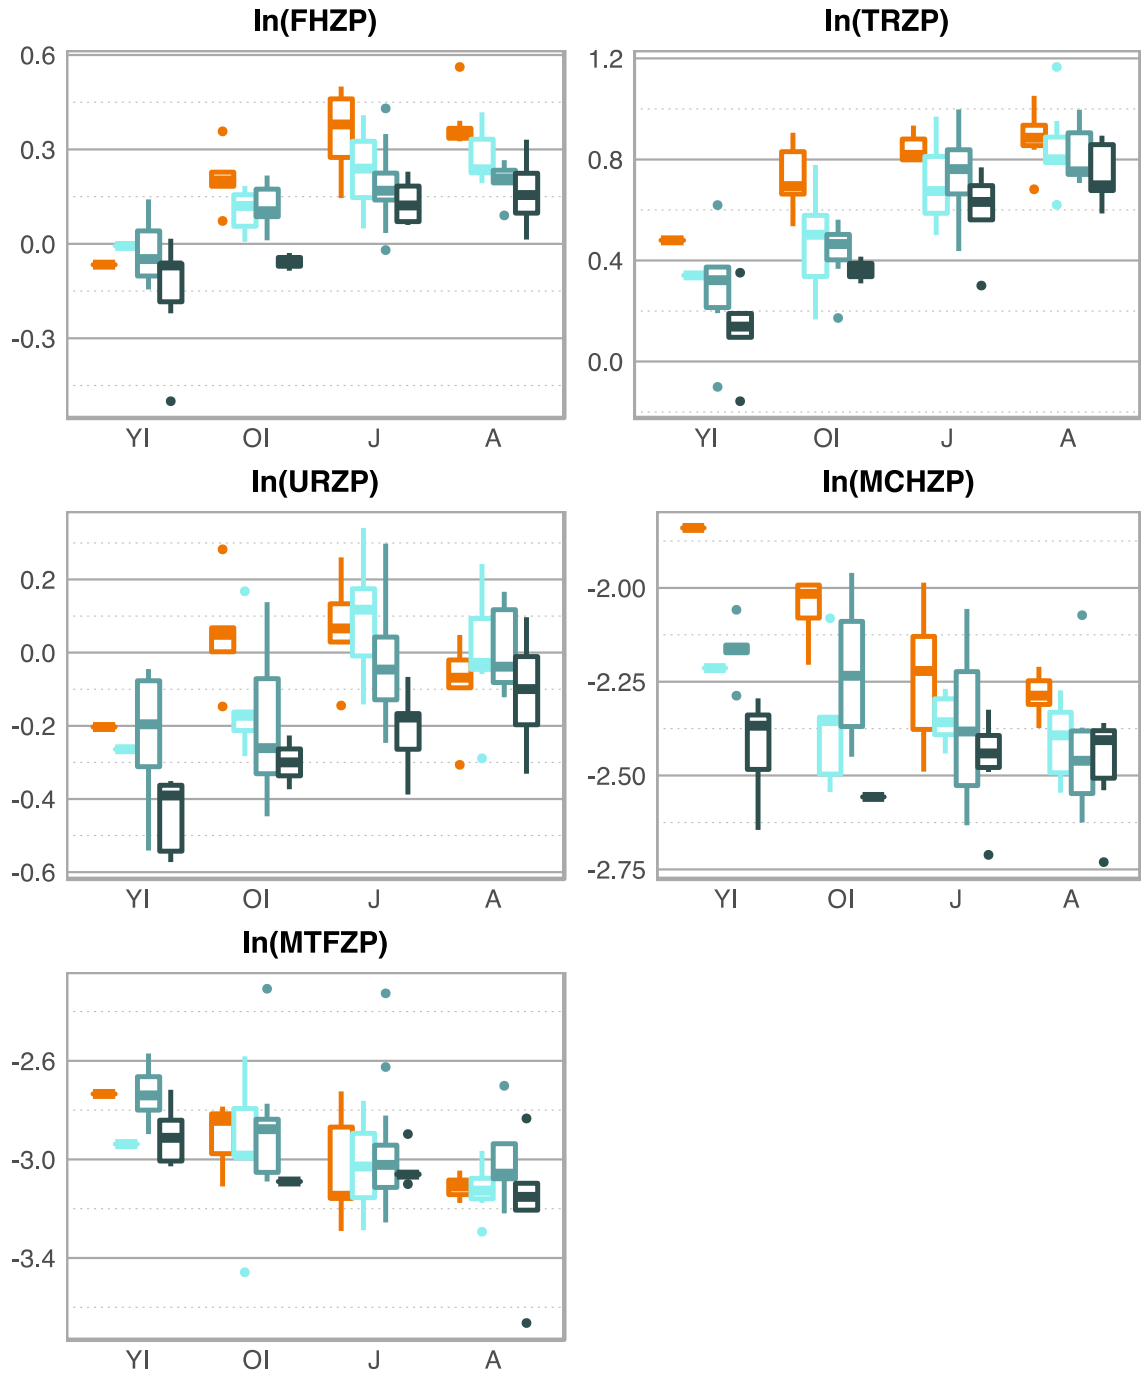 ln(FHZP)
0.6
0.3
0.0
-0.3
YI OI J A
ln(TRZP)
1.2
0.8
0.4
0.0
YI OI J A
ln(URZP)
0.2
0.0
-0.2
-0.4
-0.6
YI OI J A
ln(MCHZP)
-2.00
-2.25
-2.50
-2.75
YI OI J A
ln(MTFZP)
-2.6
-3.0
-3.4
YI OI J A